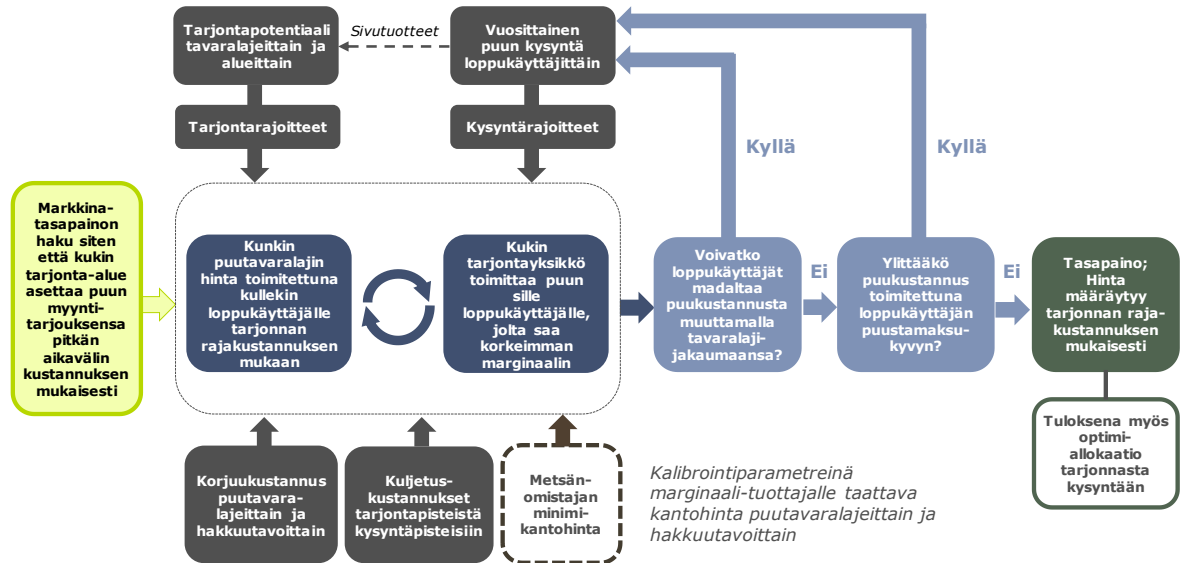 Tarjontapotentiaali
tavaralajeittain ja
alueittain
Sivutuotteet
Vuosittainen
puun kysyntä
loppukäyttäjittäin
Tarjontarajoitteet
Kysyntärajoitteet
Kyllä
Kyllä
Markkina-
tasapainon
haku siten
että kukin
tarjonta-alue
asettaa puun
myynti-
tarjouksensa
pitkän
aikavälin
kustannuksen
mukaisesti
Kunkin
puutavaralajin
hinta toimitettuna
kullekin
loppukäyttäjälle
tarjonnan
rajakustannuksen
mukaan
Kukin
tarjontayksikkö
toimittaa puun
sille
loppukäyttäjälle,
jolta saa
korkeimman
marginaalin
Voivatko
loppukäyttäjät
madaltaa
puukustannusta
muuttamalla
tavaralaji-
jakaumaansa?
Ei
Ylittääkö
puukustannus
toimitettuna
loppukäyttäjän
puustamaksu-
kyvyn?
Ei
Tasapaino;
Hinta
määräytyy
tarjonnan raja-
kustannuksen
mukaisesti
Tuloksena myös
optimi-
allokaatio
tarjonnasta
kysyntään
Korjuukustannus
puutavara-
lajeittain ja
hakkuutavoittain
Kuljetus-
kustannukset
tarjontapisteistä
kysyntäpisteisiin
Metsän-
omistajan
minimi-
kantohinta
Kalibrointiparametreinä
marginaali-tuottajalle taattava
kantohinta puutavaralajeittain ja
hakkuutavoittain